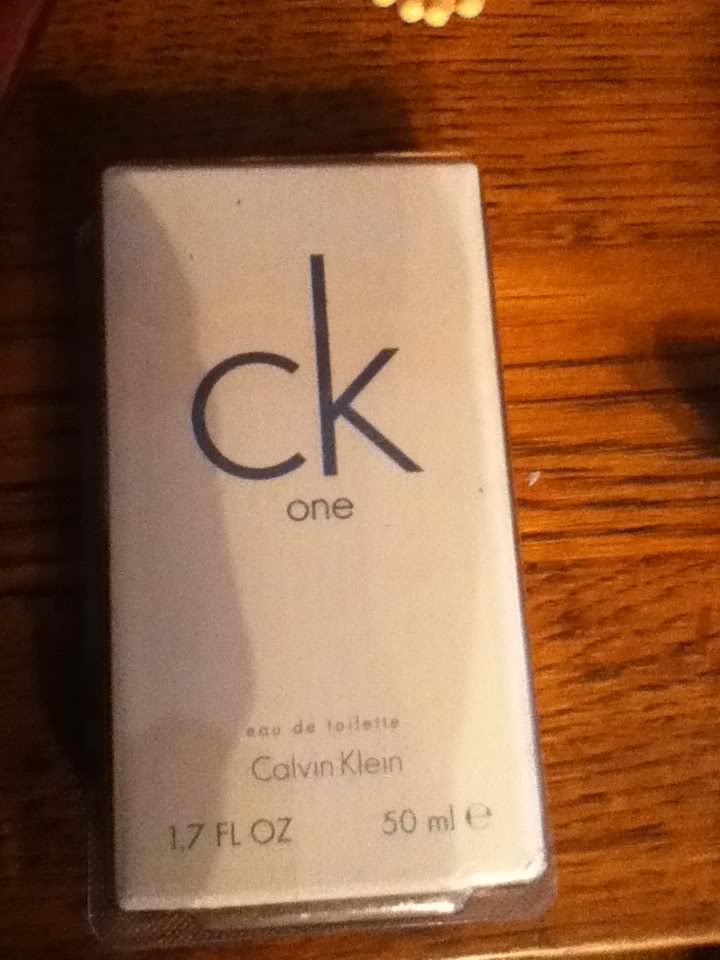 ck
one
eau de toilette
Calvin Klein
1.7 FL OZ 50 ml ℮